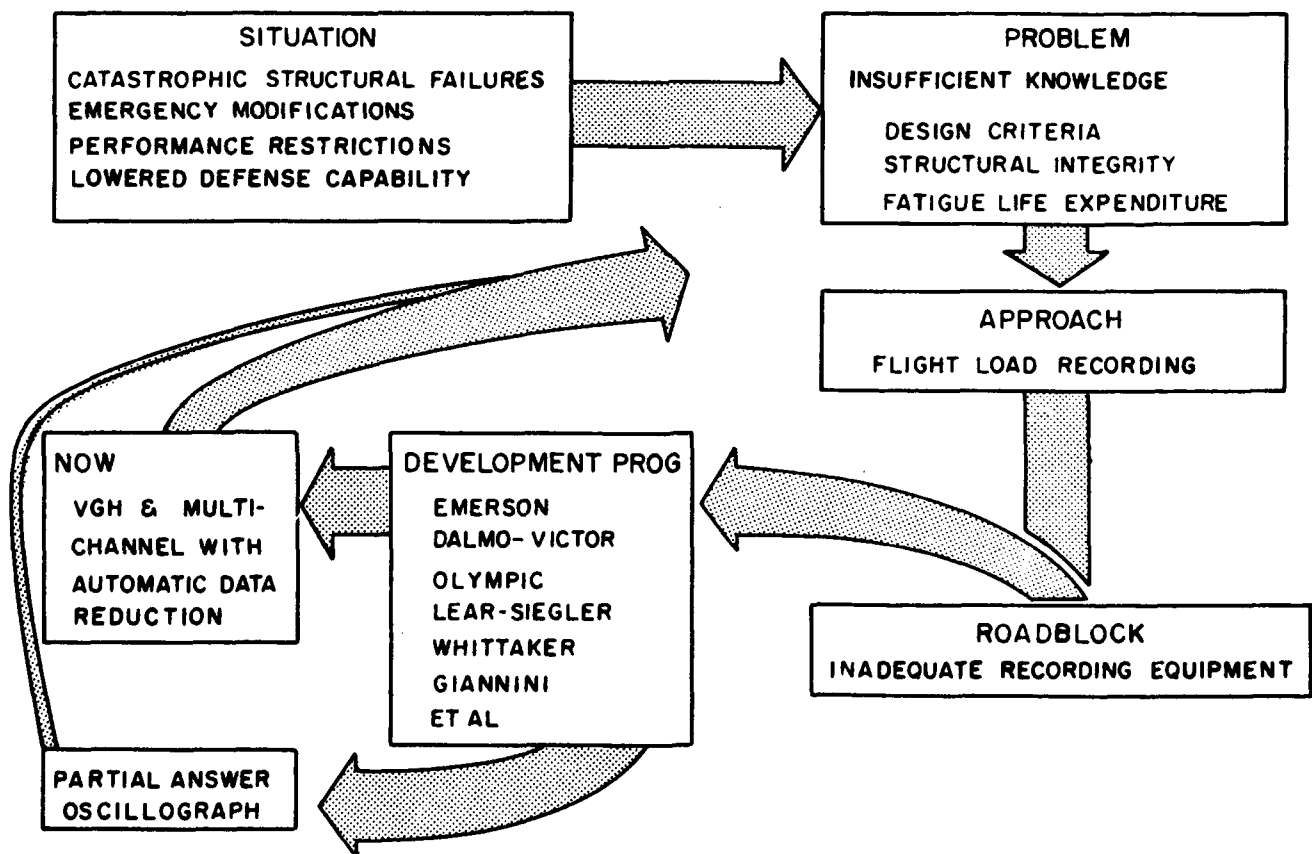 SITUATION
CATASTROPHIC STRUCTURAL FAILURES
EMERGENCY MODIFICATIONS
PERFORMANCE RESTRICTIONS
LOWERED DEFENSE CAPABILITY
PROBLEM
INSUFFICIENT KNOWLEDGE
DESIGN CRITERIA
STRUCTURAL INTEGRITY
FATIGUE LIFE EXPENDITURE
APPROACH
FLIGHT LOAD RECORDING
ROADBLOCK
INADEQUATE RECORDING EQUIPMENT
DEVELOPMENT PROG
EMERSON
DALMO-VICTOR
OLYMPIC
LEAR-SIEGLER
WHITTAKER
GIANNINI
ET AL
NOW
VGH & MULTI-
CHANNEL WITH
AUTOMATIC DATA
REDUCTION
PARTIAL ANSWER
OSCILLOGRAPH